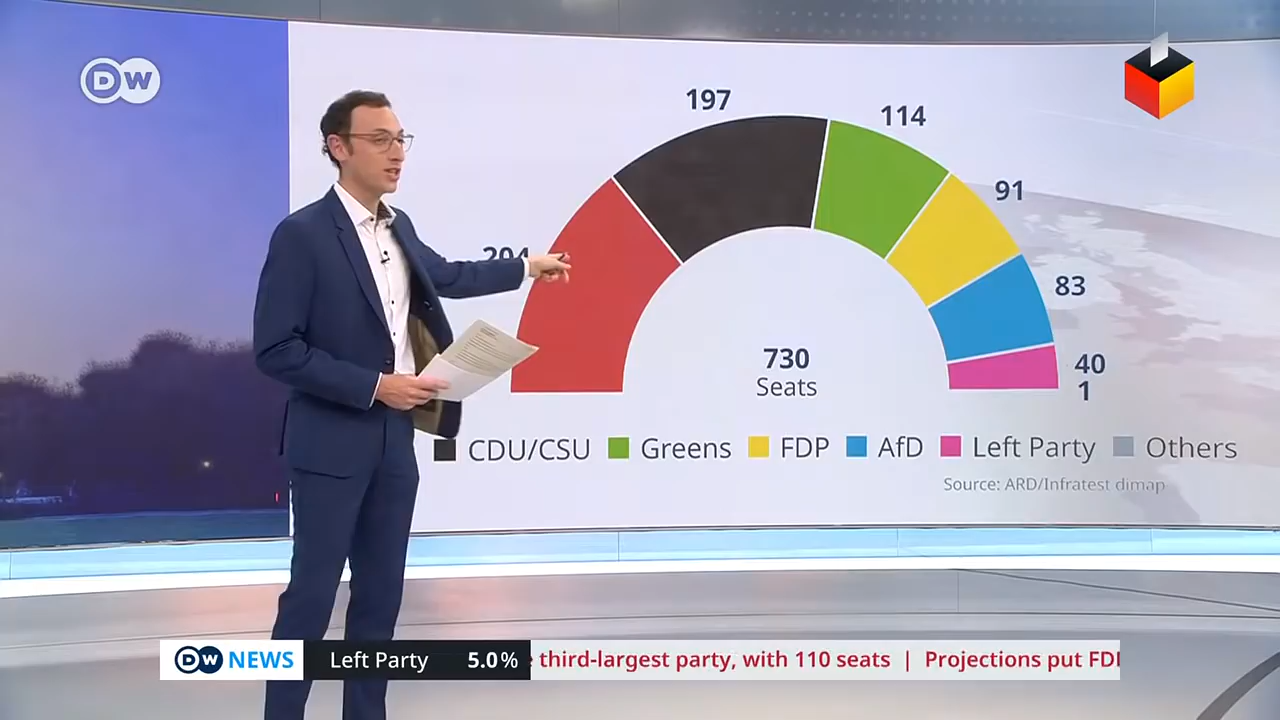 DW
197
114
204
91
83
730
Seats
40
1
CDU/CSU
Greens
FDP
AfD
Left Party
Others
Source: ARD/Infratest dimap
DW NEWS
Left Party 5.0%
third-largest party, with 110 seats | Projections put